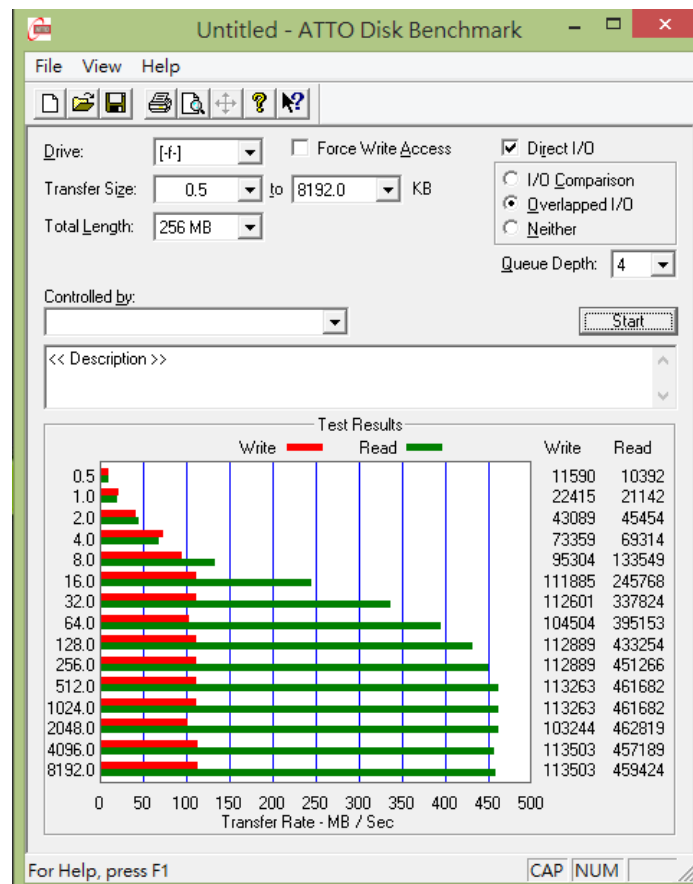 Untitled - ATTO Disk Benchmark
File View Help
Drive: [-f-] Force Write Access Direct I/O
Transfer Size: 0.5 to 8192.0 KB I/O Comparison
Overlapped I/O
Total Length: 256 MB Neither
Queue Depth: 4
Controlled by:
Start
<< Description >>
Test Results
Write Read Write Read
0.5 11590 10392
1.0 22415 21142
2.0 43089 45454
4.0 73359 69314
8.0 95304 133549
16.0 111885 245768
32.0 112601 337824
64.0 104504 395153
128.0 112889 433254
256.0 112889 451266
512.0 113263 461682
1024.0 113263 461682
2048.0 103244 462819
4096.0 113503 457189
8192.0 113503 459424
0 50 100 150 200 250 300 350 400 450 500
Transfer Rate - MB / Sec
For Help, press F1 CAP NUM